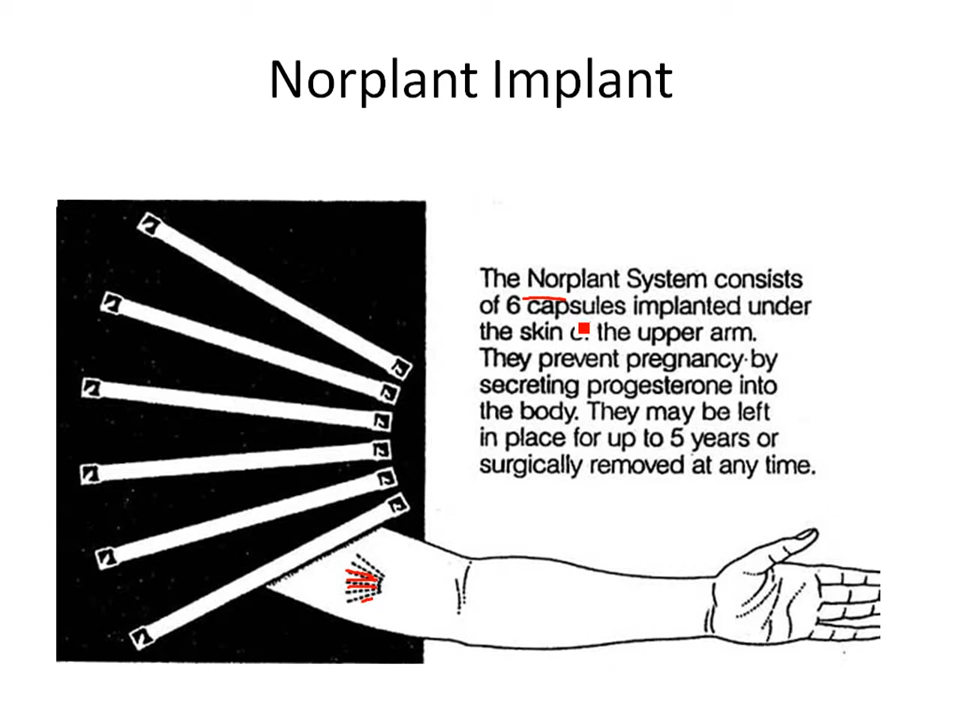 Norplant Implant
The Norplant System consists
of 6 capsules implanted under
the skin the upper arm.
They prevent pregnancy by
secreting progesterone into
the body. They may be left
in place for up to 5 years or
surgically removed at any time.